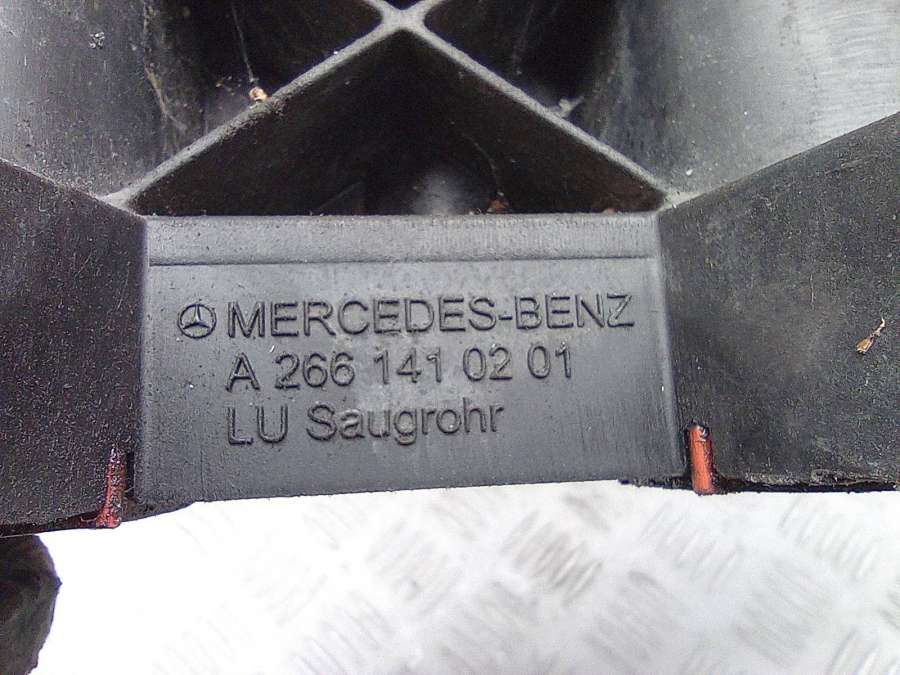 MERCEDES-BENZ
A 266 141 02 01
LU Saugrohr